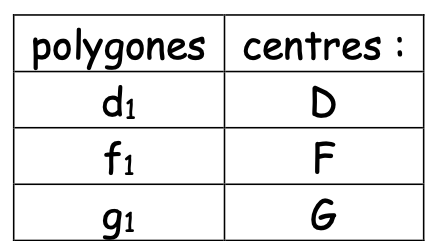 polygones centres :
d₁ D
f₁ F
g₁ G